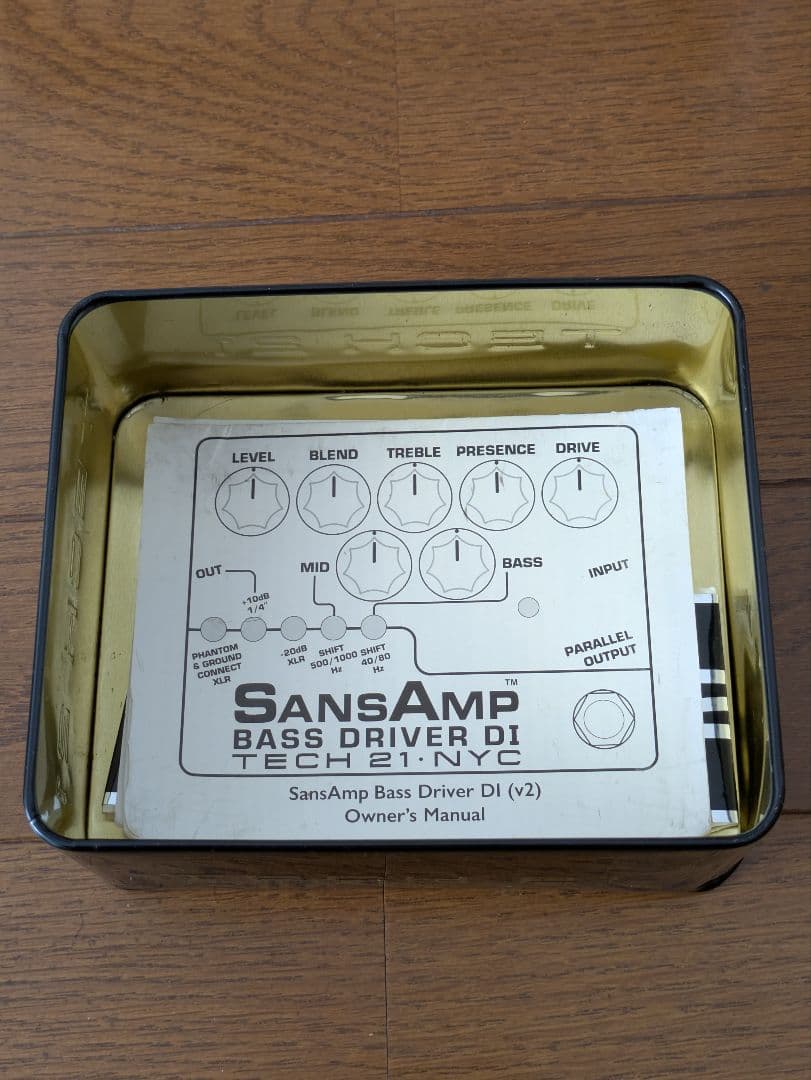 LEVEL BLEND TREBLE PRESENCE DRIVE
OUT
+10dB
1/4"
MID
BASS
INPUT
PHANTOM
& GROUND
CONNECT
XLR
-20dB
XLR
SHIFT
500/1000
Hz
SHIFT
40/80
Hz
PARALLEL
OUTPUT
SANSAMP™
BASS DRIVER DI
TECH 21·NYC
SansAmp Bass Driver DI (v2)
Owner's Manual